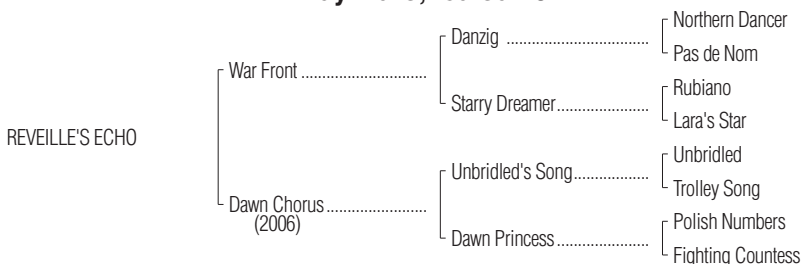 Northern Dancer
Danzig ..................................
Pas de Nom
War Front ..............................
Rubiano
Starry Dreamer......................
Lara's Star
REVEILLE'S ECHO
Unbridled
Unbridled's Song..................
Trolley Song
Dawn Chorus ........................
(2006)
Polish Numbers
Dawn Princess ......................
Fighting Countess